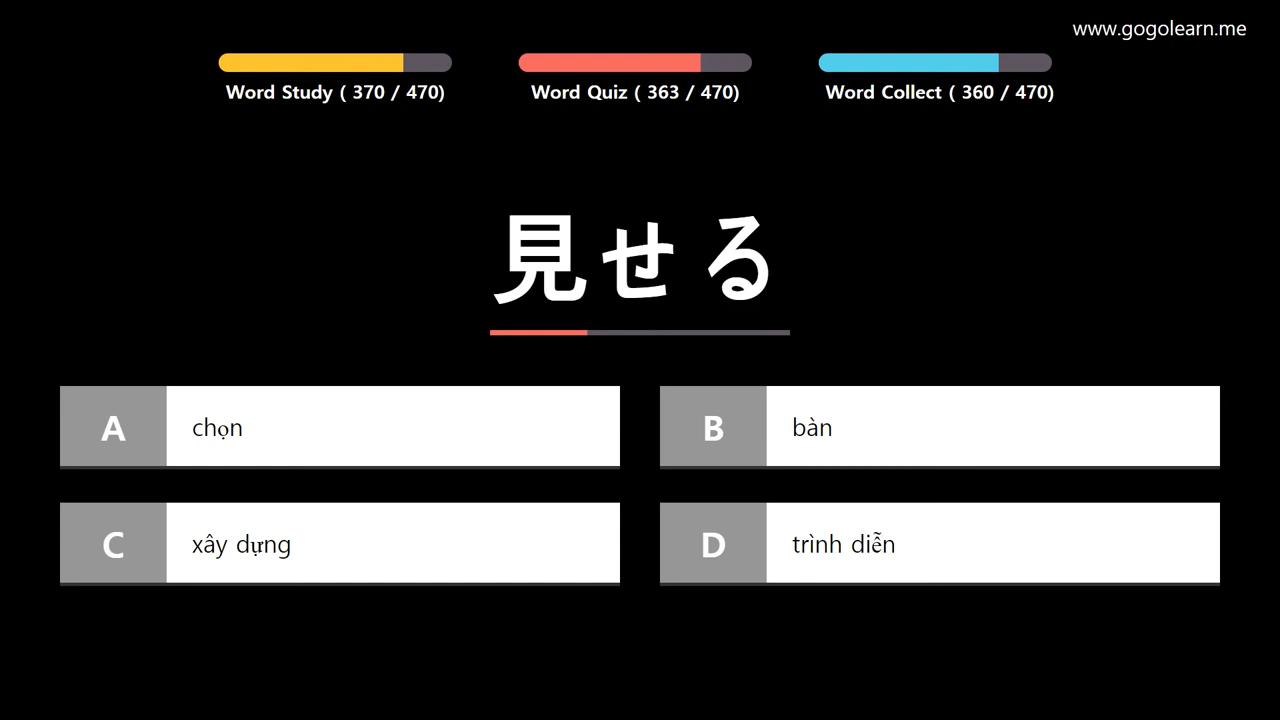 www.gogolearn.me
Word Study ( 370 / 470)
Word Quiz ( 363 / 470)
Word Collect ( 360 / 470)
見せる
A
chọn
B
bàn
C
xây dựng
D
trình diễn